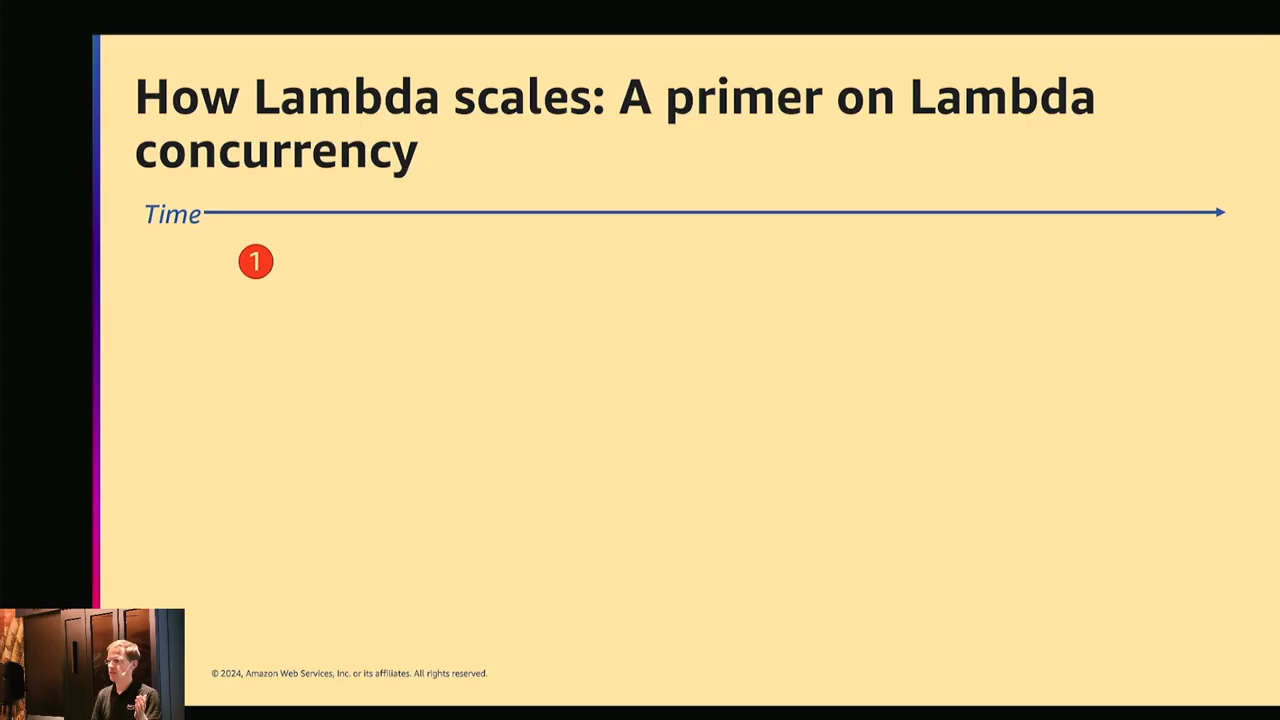 How Lambda scales: A primer on Lambda
concurrency
Time
1
© 2024, Amazon Web Services, Inc. or its affiliates. All rights reserved.